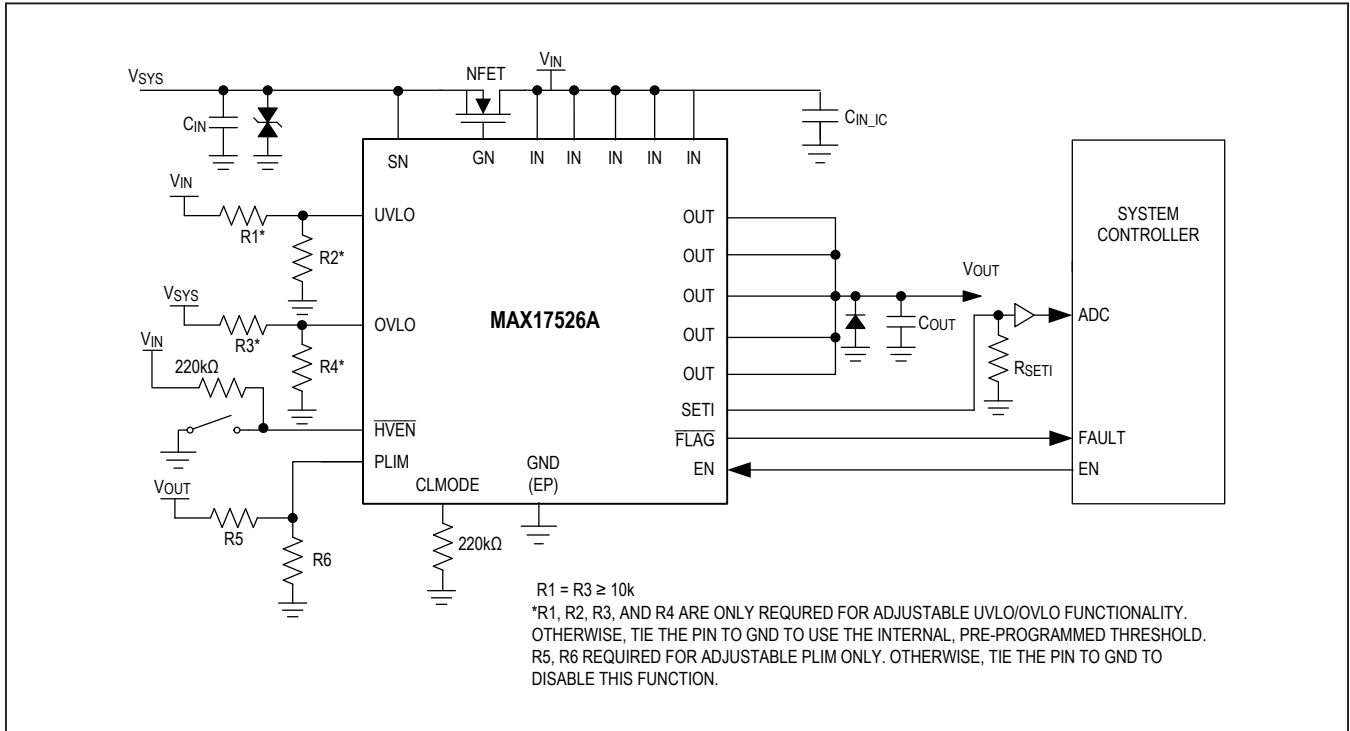 VSYS
NFET
VIN
CIN
CIN_IC
SN
GN
IN
IN
IN
IN
IN
VIN
UVLO
R1*
R2*
VSYS
OVLO
R3*
R4*
VIN
220kΩ
HVEN
PLIM
VOUT
R5
R6
CLMODE
220kΩ
GND
(EP)
MAX17526A
OUT
OUT
OUT
OUT
OUT
SETI
FLAG
EN
VOUT
COUT
RSETI
SYSTEM
CONTROLLER
ADC
FAULT
EN
R1 = R3 ≥ 10k
*R1, R2, R3, AND R4 ARE ONLY REQURED FOR ADJUSTABLE UVLO/OVLO FUNCTIONALITY.
OTHERWISE, TIE THE PIN TO GND TO USE THE INTERNAL, PRE-PROGRAMMED THRESHOLD.
R5, R6 REQUIRED FOR ADJUSTABLE PLIM ONLY. OTHERWISE, TIE THE PIN TO GND TO
DISABLE THIS FUNCTION.